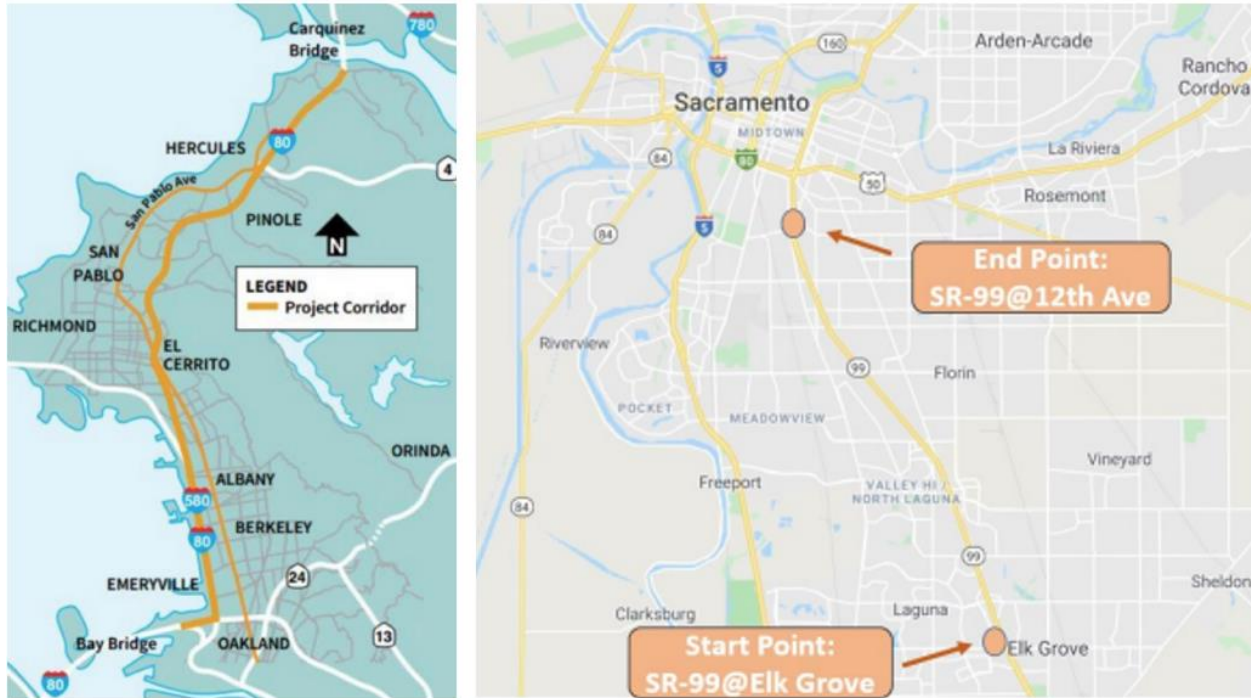 Carquinez
Bridge
780
80
HERCULES
4
San Pablo Ave
PINOLE
N
SAN
PABLO
LEGEND
Project Corridor
RICHMOND
EL
CERRITO
ORINDA
ALBANY
580
BERKELEY
80
EMERYVILLE
24
Bay Bridge
OAKLAND
13
80
160
Arden-Arcade
5
Rancho
Cordova
Sacramento
MIDTOWN
84
80
La Riviera
50
Rosemont
5
84
End Point:
SR-99@12th Ave
Riverview
99
Florin
POCKET
MEADOWVIEW
Vineyard
Freeport
VALLEY HI /
NORTH LAGUNA
84
99
Sheldon
Laguna
Clarksburg
Start Point:
SR-99@Elk Grove
Elk Grove